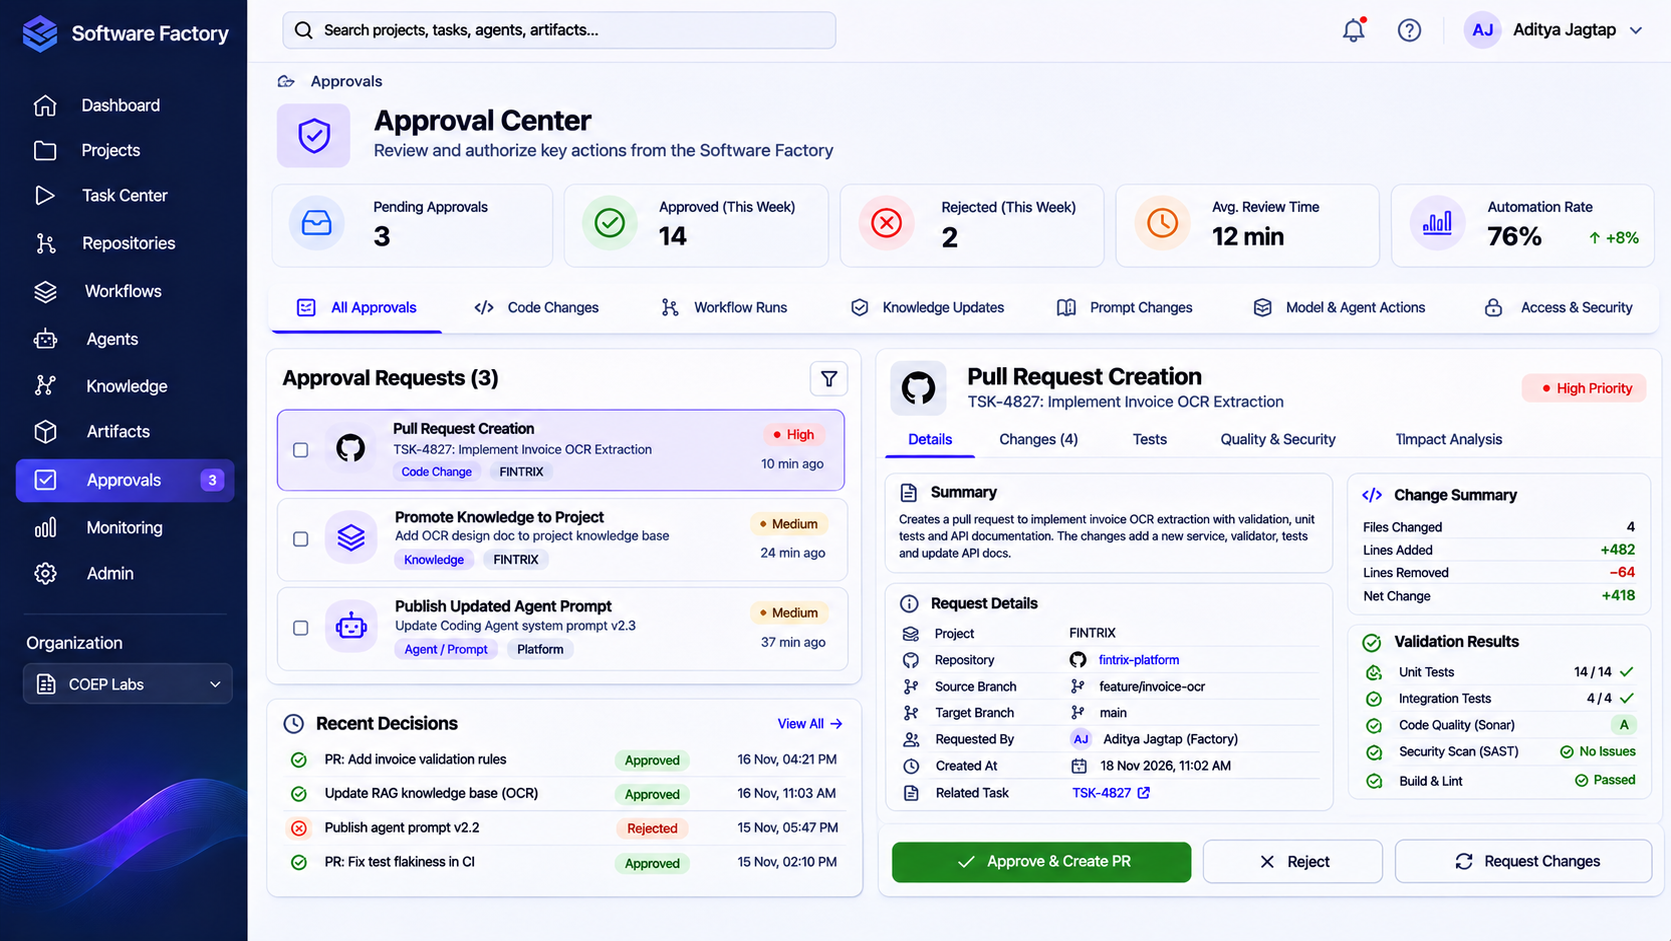 Software Factory
Search projects, tasks, agents, artifacts...
AJ
Aditya Jagtap
Dashboard
Projects
Task Center
Repositories
Workflows
Agents
Knowledge
Artifacts
Approvals
3
Monitoring
Admin
Organization
COEP Labs
Approvals
Approval Center
Review and authorize key actions from the Software Factory
Pending Approvals
3
Approved (This Week)
14
Rejected (This Week)
2
Avg. Review Time
12 min
Automation Rate
76%
↑ +8%
All Approvals
</> Code Changes
Workflow Runs
Knowledge Updates
Prompt Changes
Model & Agent Actions
Access & Security
Approval Requests (3)
Pull Request Creation
High
TSK-4827: Implement Invoice OCR Extraction
Code Change
FINTRIX
10 min ago
Promote Knowledge to Project
Medium
Add OCR design doc to project knowledge base
Knowledge
FINTRIX
24 min ago
Publish Updated Agent Prompt
Medium
Update Coding Agent system prompt v2.3
Agent / Prompt
Platform
37 min ago
Recent Decisions
View All →
PR: Add invoice validation rules
Approved
16 Nov, 04:21 PM
Update RAG knowledge base (OCR)
Approved
16 Nov, 11:03 AM
Publish agent prompt v2.2
Rejected
15 Nov, 05:47 PM
PR: Fix test flakiness in CI
Approved
15 Nov, 02:10 PM
Pull Request Creation
TSK-4827: Implement Invoice OCR Extraction
High Priority
Details
Changes (4)
Tests
Quality & Security
TImpact Analysis
Summary
Creates a pull request to implement invoice OCR extraction with validation, unit
tests and API documentation. The changes add a new service, validator, tests
and update API docs.
Request Details
Project
FINTRIX
Repository
fintrix-platform
Source Branch
feature/invoice-ocr
Target Branch
main
Requested By
AJ
Aditya Jagtap (Factory)
Created At
18 Nov 2026, 11:02 AM
Related Task
TSK-4827
</> Change Summary
Files Changed
4
Lines Added
+482
Lines Removed
−64
Net Change
+418
Validation Results
Unit Tests
14 / 14 ✓
Integration Tests
4 / 4 ✓
Code Quality (Sonar)
A
Security Scan (SAST)
No Issues
Build & Lint
Passed
✓ Approve & Create PR
✕ Reject
Request Changes